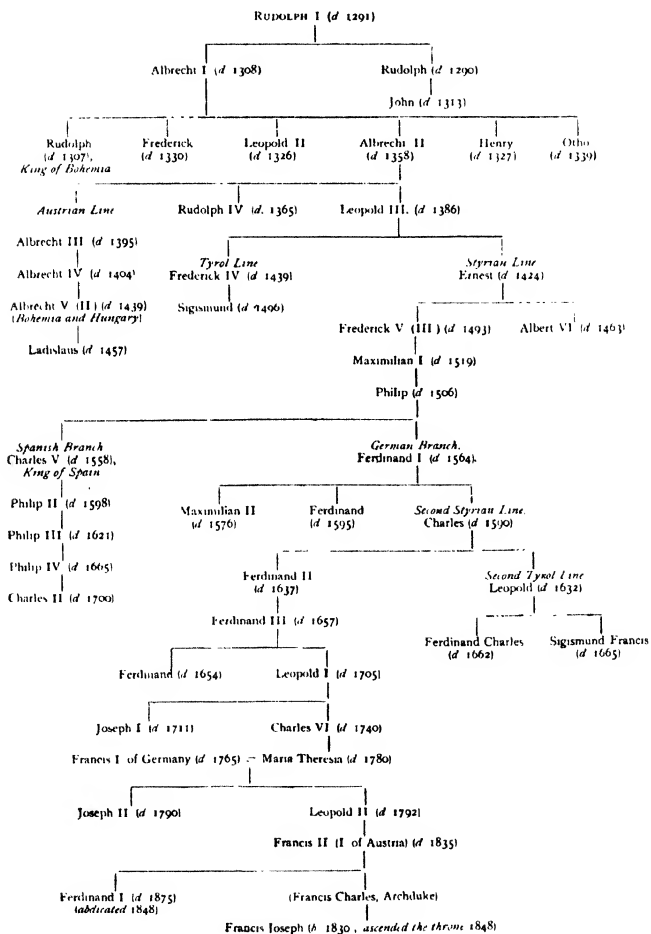 RUDOLPH I (d 1291)
Albrecht I (d 1308) Rudolph (d 1290)
John (d 1313)
Rudolph Frederick Leopold II Albrecht II Henry Otho
(d 1307), (d 1330) (d 1326) (d 1358) (d 1327) (d 1339)
King of Bohemia
Austrian Line Rudolph IV (d. 1365) Leopold III. (d 1386)
Albrecht III (d 1395)
Tyrol Line Styrian Line
Albrecht IV (d 1404) Frederick IV (d 1439) Ernest (d 1424)
Albrecht V (II) (d 1439) Sigismund (d 1496)
(Bohemia and Hungary)
Frederick V (III) (d 1493) Albert VI (d 1463)
Ladislaus (d 1457)
Maximilian I (d 1519)
Philip (d 1506)
Spanish Branch German Branch.
Charles V (d 1558), Ferdinand I (d 1564).
King of Spain
Philip II (d 1598) Maximilian II Ferdinand Second Styrian Line.
(d 1576) (d 1595) Charles (d 1590)
Philip III (d 1621)
Philip IV (d 1665) Ferdinand II Second Tyrol Line
(d 1637) Leopold (d 1632)
Charles II (d 1700)
Ferdinand III (d 1657)
Ferdinand Charles Sigismund Francis
(d 1662) (d 1665)
Ferdinand (d 1654) Leopold I (d 1705)
Joseph I (d 1711) Charles VI (d 1740)
Francis I of Germany (d 1765) = Maria Theresia (d 1780)
Joseph II (d 1790) Leopold II (d 1792)
Francis II (I of Austria) (d 1835)
Ferdinand I (d 1875) (Francis Charles, Archduke)
(abdicated 1848)
Francis Joseph (b 1830, ascended the throne 1848)